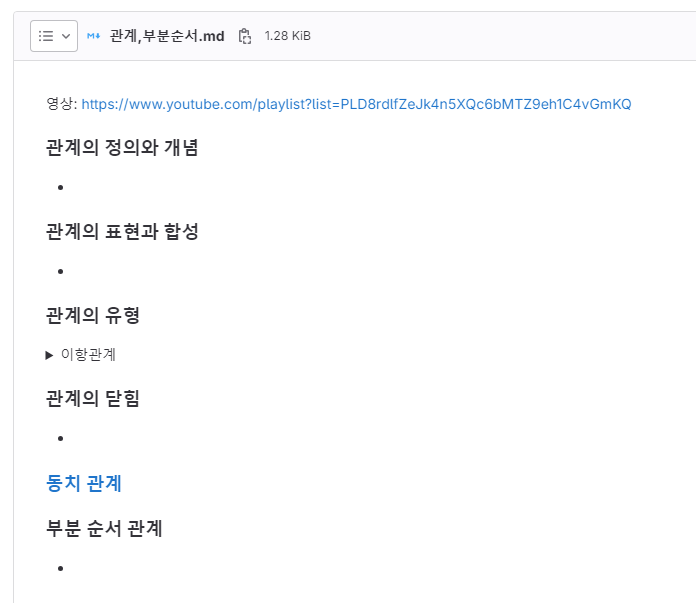 관계,부분순서.md 1.28 KiB
영상: https://www.youtube.com/playlist?list=PLD8rdlfZeJk4n5XQc6bMTZ9eh1C4vGmKQ
관계의 정의와 개념
관계의 표현과 합성
관계의 유형
이항관계
관계의 닫힘
동치 관계
부분 순서 관계